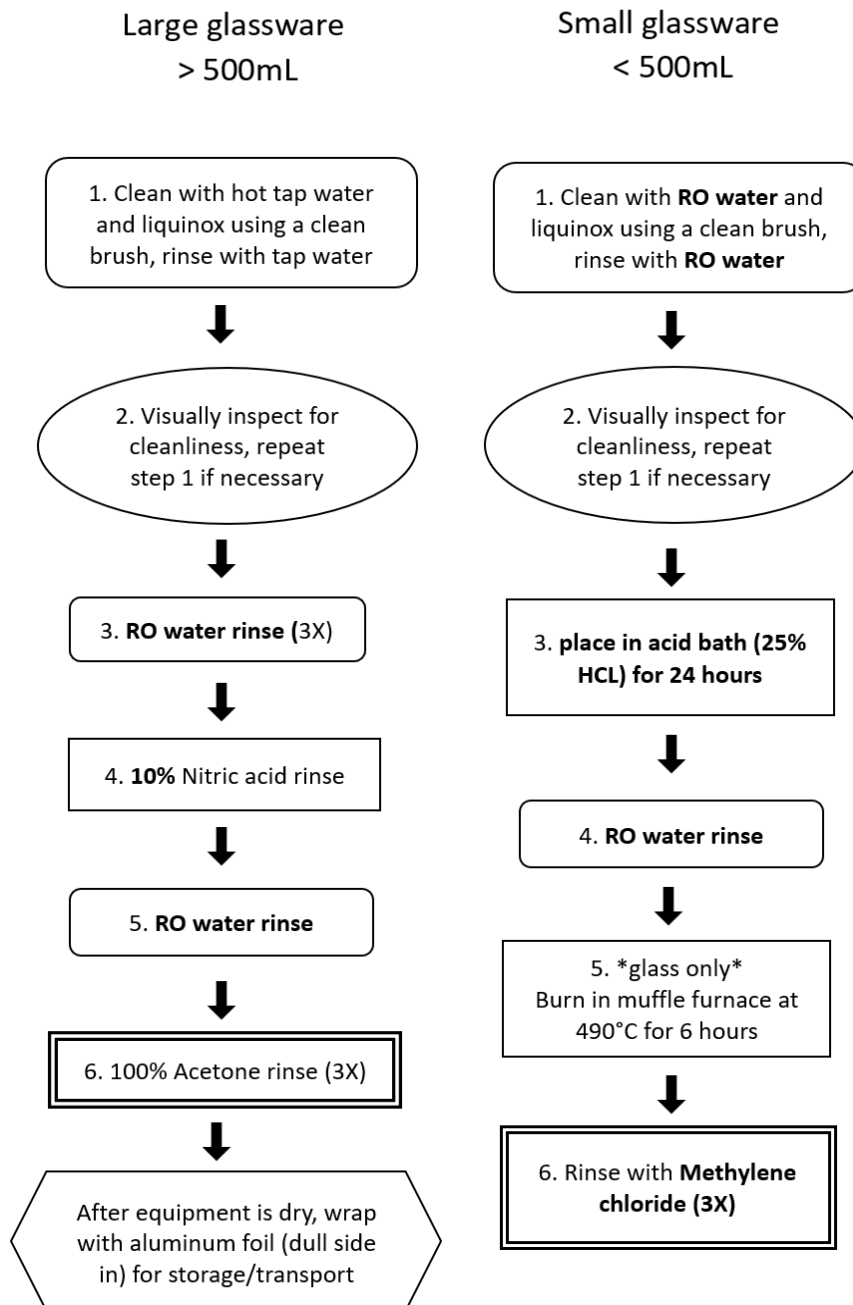 Large glassware
> 500mL
1. Clean with hot tap water
and liquinox using a clean
brush, rinse with tap water
2. Visually inspect for
cleanliness, repeat
step 1 if necessary
3. RO water rinse (3X)
4. 10% Nitric acid rinse
5. RO water rinse
6. 100% Acetone rinse (3X)
After equipment is dry, wrap
with aluminum foil (dull side
in) for storage/transport
Small glassware
< 500mL
1. Clean with RO water and
liquinox using a clean brush,
rinse with RO water
2. Visually inspect for
cleanliness, repeat
step 1 if necessary
3. place in acid bath (25%
HCL) for 24 hours
4. RO water rinse
5. *glass only*
Burn in muffle furnace at
490°C for 6 hours
6. Rinse with Methylene
chloride (3X)